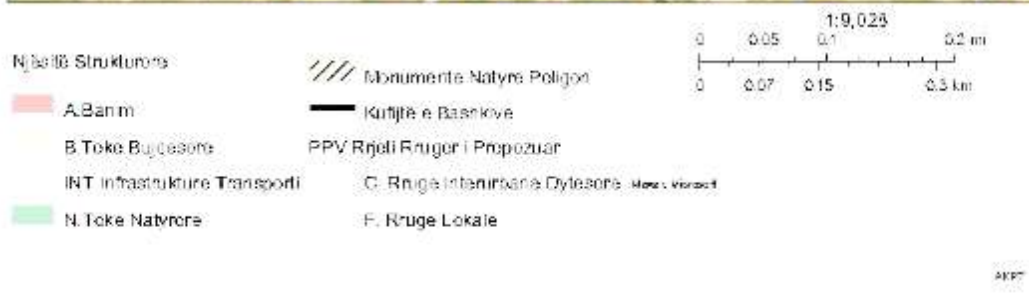 Njësitë Strukturore
A.Banim
B.Toke Bujqesore
INT.Infrastrukture Transporti
N.Toke Natyrore
Monumente Natyre Poligon
Kufijtë e Bashkive
PPV Rrjeti Rrugor i Propozuar
C. Rruge Interurbane Dytesore
F. Rruge Lokale
1:9,028
0 0.05 0.1 0.2 mi
0 0.07 0.15 0.3 km
AKPT